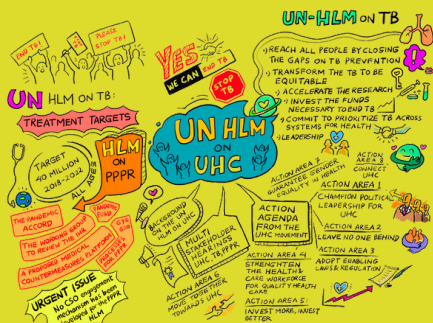 END TB!
PLEASE
STOP TB!
YES
WE CAN END TB
STOP
TB
UN-HLM ON TB
REACH ALL PEOPLE BY CLOSING
THE GAPS ON TB PREVENTION
TRANSFORM THE TB TO BE
EQUITABLE
ACCELERATE THE RESEARCH
INVEST THE FUNDS
NECESSARY TO END TB
COMMIT TO PRIORITIZE TB ACROSS
SYSTEMS FOR HEALTH
LEADERSHIP
UN HLM ON TB:
TREATMENT TARGETS
TARGET
40 MILLION
2018-2022
ALL AGES
HLM
ON
PPPR
UN HLM
ON
UHC
THE PANDEMIC
ACCORD
PANDEMIC
FUND
THE WORKING GROUP
TO REVIEW THE IHR
A PROPOSED MEDICAL
COUNTERMEASURES PLATFORM
URGENT ISSUE
No CSO engagement
mechanism has been
developed for the PPPR
HLM
BACKGROUND
ON THE UN
HLM ON UHC
MULTI
STAKEHOLDER
HEARINGS
UHC, TB, PPPR
ACTION AREA 6
MOVE TOGETHER
TOWARDS UHC
ACTION
AGENDA
FROM THE
UHC MOVEMENT
ACTION AREA 7
GUARANTEE GENDER
EQUALITY IN HEALTH
ACTION AREA 8
CONNECT
UHC
ACTION AREA 1
CHAMPION POLITICAL
LEADERSHIP FOR
UHC
ACTION AREA 2
LEAVE NO ONE BEHIND
ACTION AREA 3
ADOPT ENABLING
LAWS & REGULATION
ACTION AREA 4
STRENGHTEN
THE HEALTH &
CARE WORKFORCE
FOR QUALITY HEALTH
CARE
ACTION AREA 5:
INVEST MORE, INVEST
BETTER